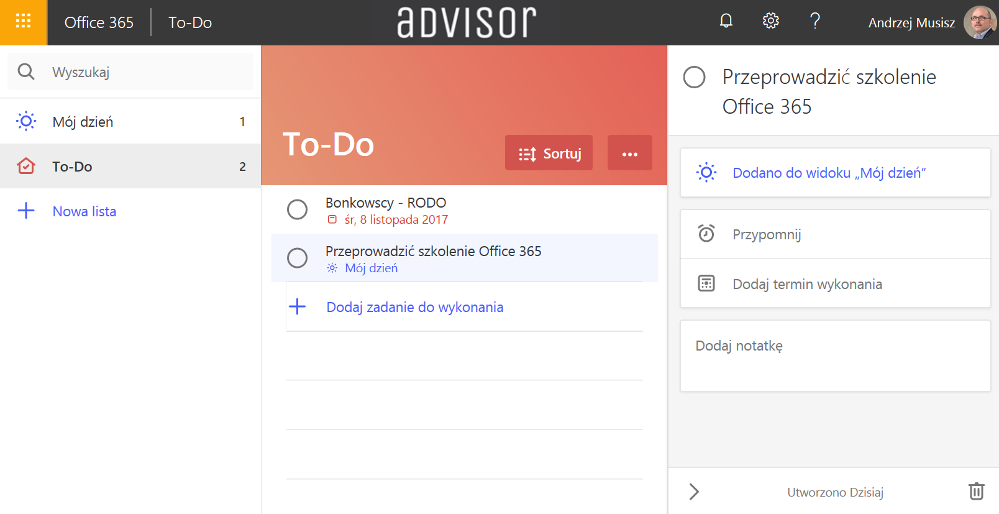 Office 365
To-Do
aDVISOr
?
Andrzej Musisz
Wyszukaj
Mój dzień
1
To-Do
2
Nowa lista
To-Do
Sortuj
Bonkowscy - RODO
śr, 8 listopada 2017
Przeprowadzić szkolenie Office 365
Mój dzień
Dodaj zadanie do wykonania
Przeprowadzić szkolenie
Office 365
Dodano do widoku „Mój dzień”
Przypomnij
Dodaj termin wykonania
Dodaj notatkę
Utworzono Dzisiaj